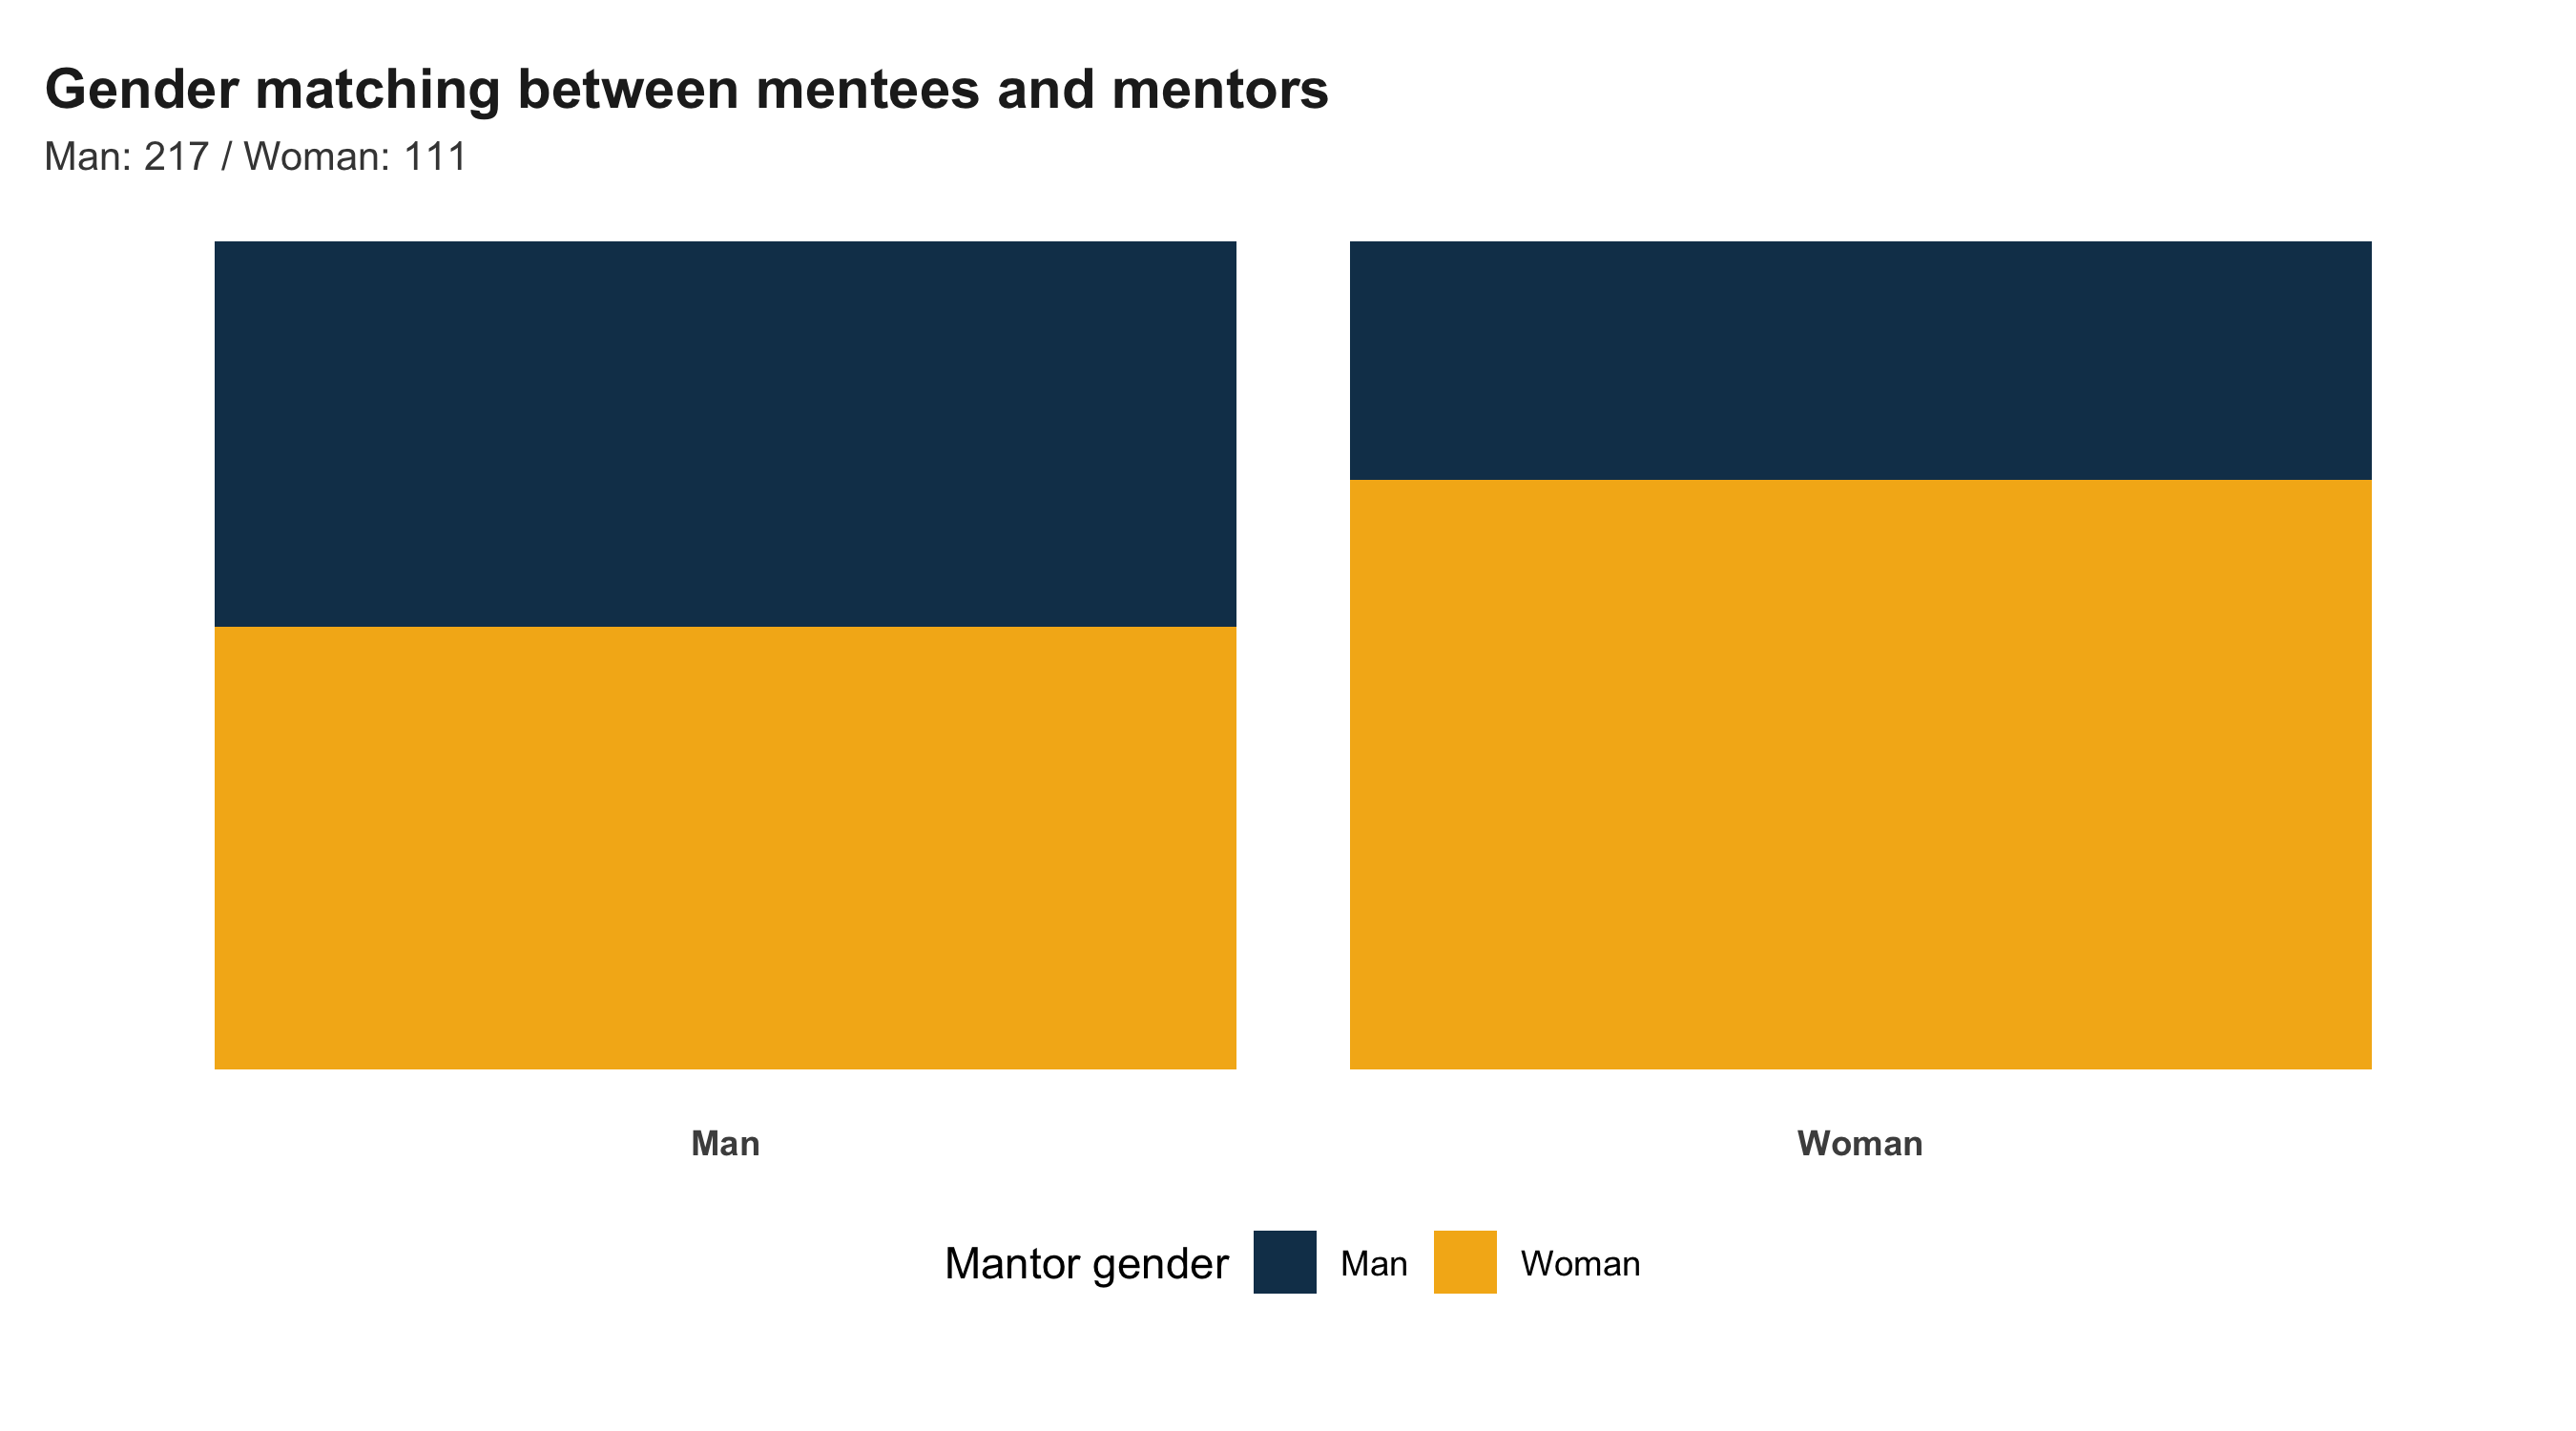 Gender matching between mentees and mentors
Man: 217 / Woman: 111
Man Woman
Mantor gender Man Woman